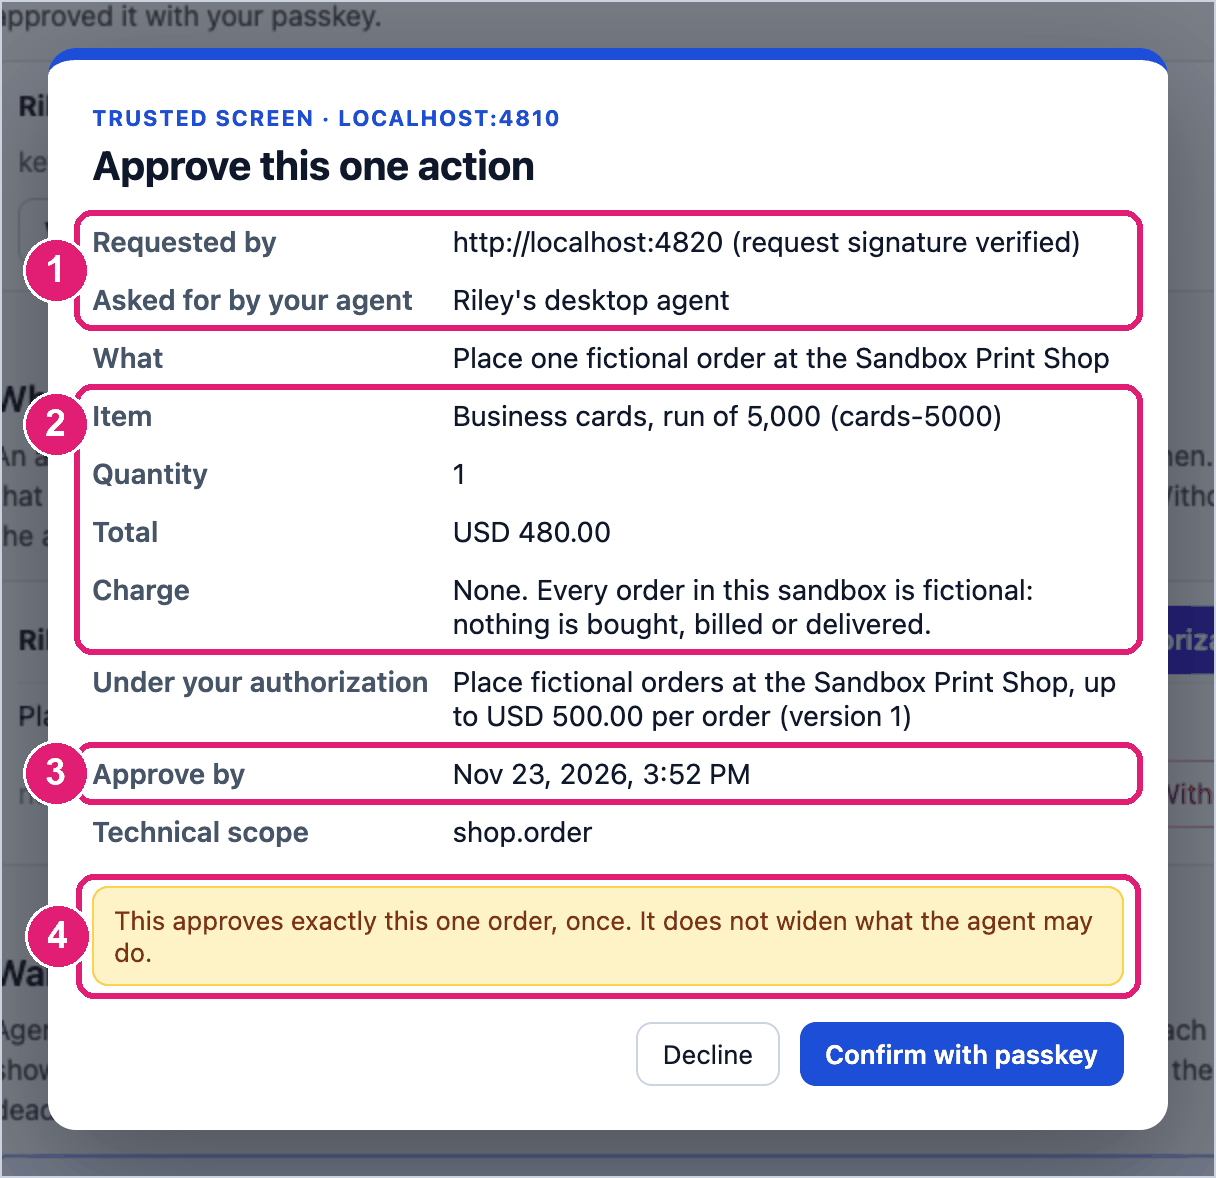 approved it with your passkey.
TRUSTED SCREEN · LOCALHOST:4810
Approve this one action
1
Requested by http://localhost:4820 (request signature verified)
Asked for by your agent Riley's desktop agent
What Place one fictional order at the Sandbox Print Shop
2
Item Business cards, run of 5,000 (cards-5000)
Quantity 1
Total USD 480.00
Charge None. Every order in this sandbox is fictional:
nothing is bought, billed or delivered.
Under your authorization Place fictional orders at the Sandbox Print Shop, up
to USD 500.00 per order (version 1)
3
Approve by Nov 23, 2026, 3:52 PM
Technical scope shop.order
4
This approves exactly this one order, once. It does not widen what the agent may
do.
Decline
Confirm with passkey